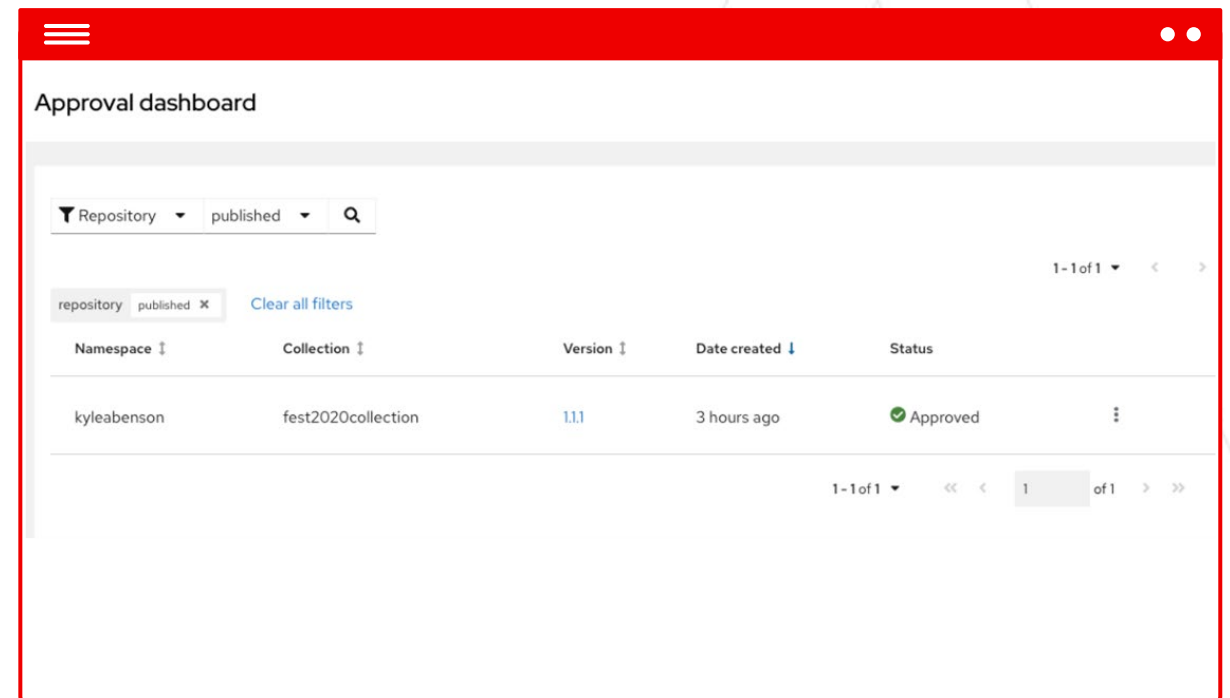 Approval dashboard
Repository published
1 - 1 of 1
repository published Clear all filters
Namespace Collection Version Date created Status
kyleabenson fest2020collection 1.1.1 3 hours ago Approved
1 - 1 of 1 1 of 1